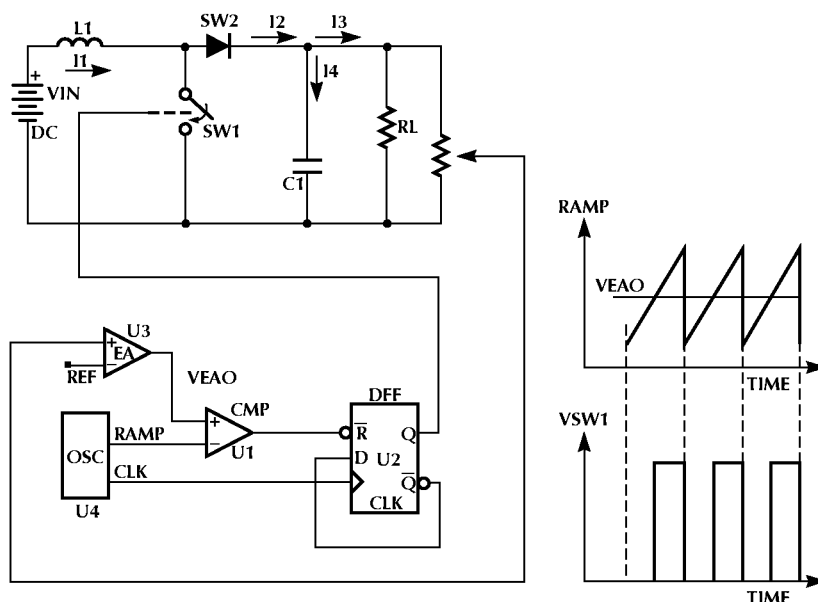 SW2
L1
I2
I3
I1
I4
+
VIN
DC
SW1
RL
C1
RAMP
VEAO
TIME
U3
+
EA
−
REF
VEAO
DFF
CMP
VSW1
+
R̅
Q
RAMP
−
OSC
U1
D
U2
CLK
Q̅
U4
CLK
TIME